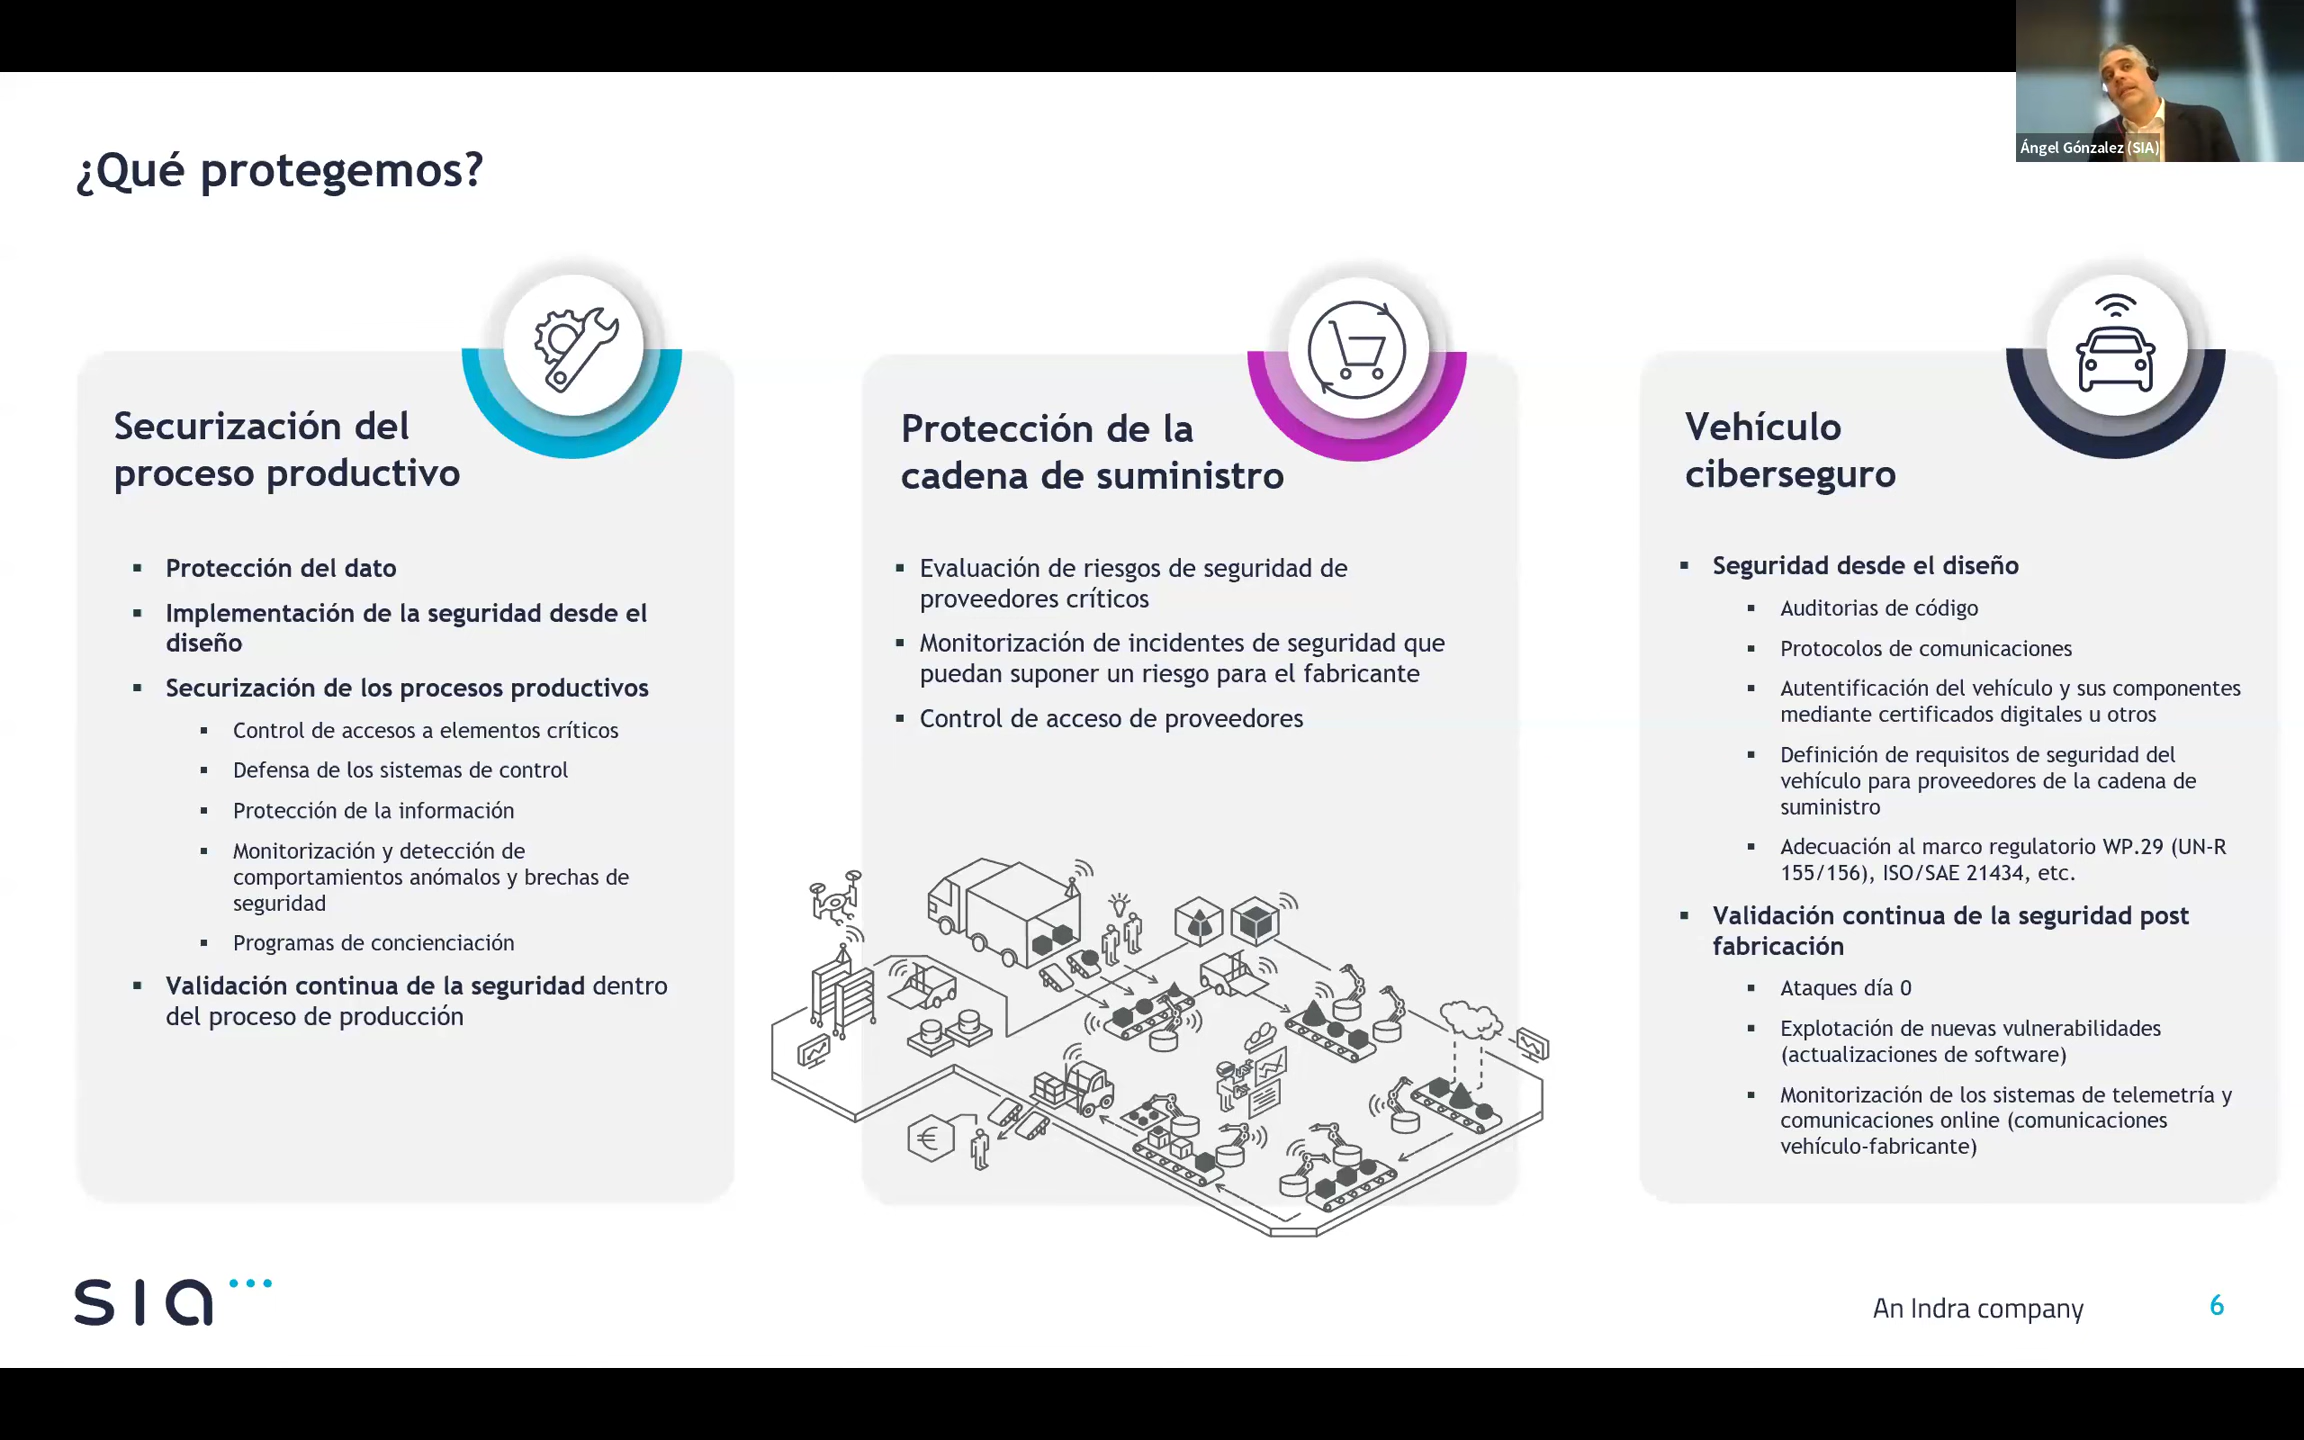 Ángel Gónzalez (SIA)
¿Qué protegemos?
Securización del
proceso productivo
▪ Protección del dato
▪ Implementación de la seguridad desde el
diseño
▪ Securización de los procesos productivos
▪ Control de accesos a elementos críticos
▪ Defensa de los sistemas de control
▪ Protección de la información
▪ Monitorización y detección de
comportamientos anómalos y brechas de
seguridad
▪ Programas de concienciación
▪ Validación continua de la seguridad dentro
del proceso de producción
Protección de la
cadena de suministro
▪ Evaluación de riesgos de seguridad de
proveedores críticos
▪ Monitorización de incidentes de seguridad que
puedan suponer un riesgo para el fabricante
▪ Control de acceso de proveedores
€
Vehículo
ciberseguro
▪ Seguridad desde el diseño
▪ Auditorias de código
▪ Protocolos de comunicaciones
▪ Autentificación del vehículo y sus componentes
mediante certificados digitales u otros
▪ Definición de requisitos de seguridad del
vehículo para proveedores de la cadena de
suministro
▪ Adecuación al marco regulatorio WP.29 (UN-R
155/156), ISO/SAE 21434, etc.
▪ Validación continua de la seguridad post
fabricación
▪ Ataques día 0
▪ Explotación de nuevas vulnerabilidades
(actualizaciones de software)
▪ Monitorización de los sistemas de telemetría y
comunicaciones online (comunicaciones
vehículo-fabricante)
sia
An Indra company
6